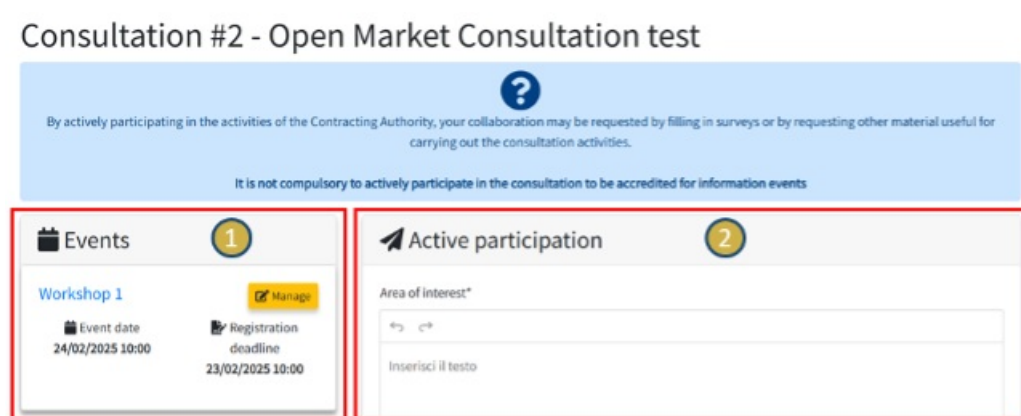 Consultation #2 - Open Market Consultation test
By actively participating in the activities of the Contracting Authority, your collaboration may be requested by filling in surveys or by requesting other material useful for
carrying out the consultation activities.
It is not compulsory to actively participate in the consultation to be accredited for information events
Events
1
Workshop 1
Manage
Event date
24/02/2025 10:00
Registration
deadline
23/02/2025 10:00
Active participation
2
Area of interest*
Inserisci il testo